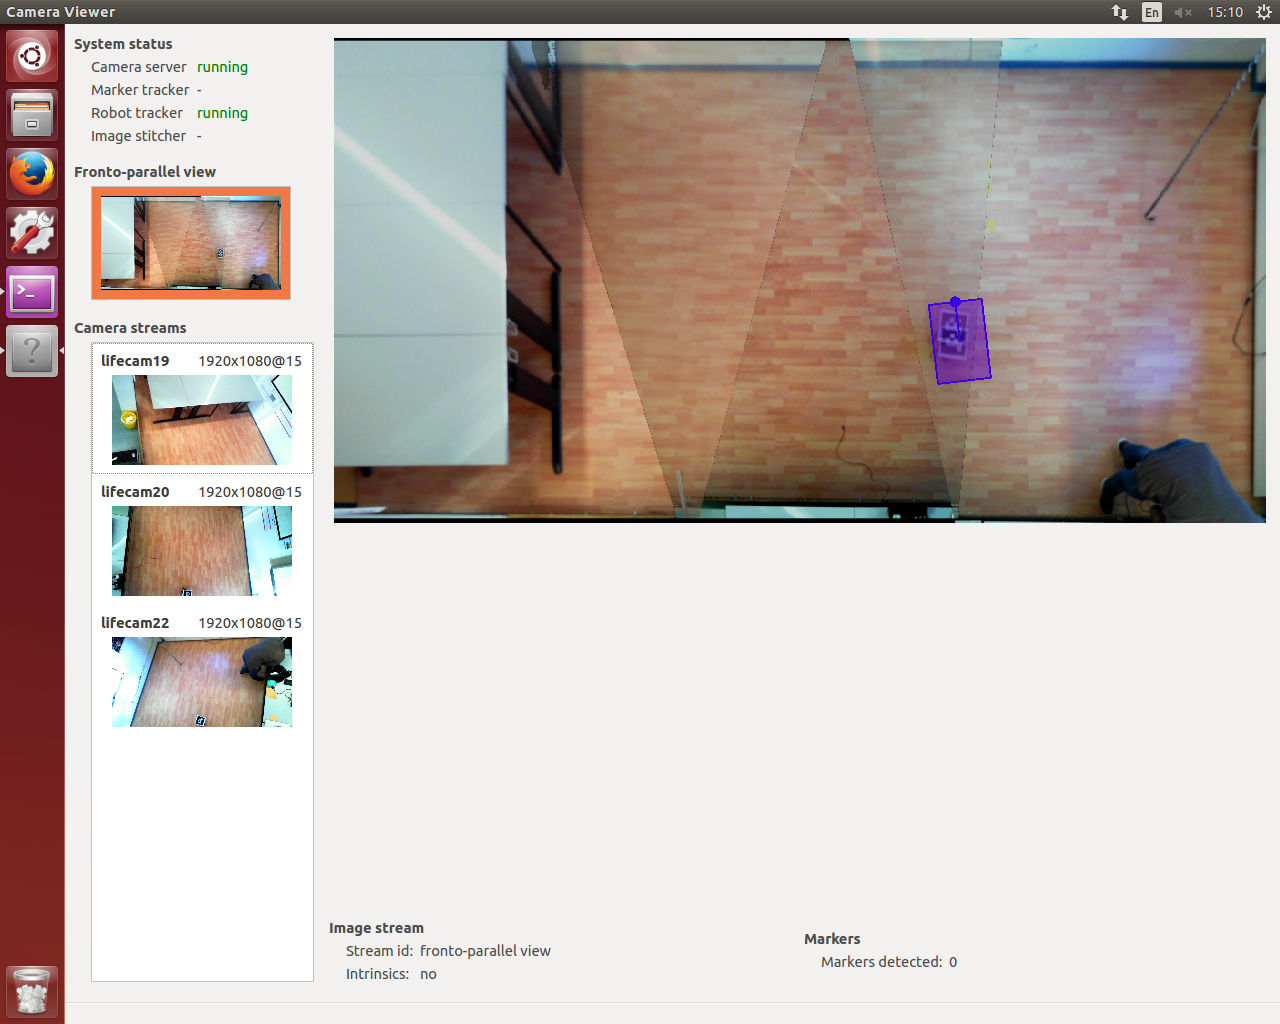 Camera Viewer
En
15:10
System status
Camera server running
Marker tracker -
Robot tracker running
Image stitcher -
Fronto-parallel view
Camera streams
lifecam19 1920x1080@15
lifecam20 1920x1080@15
lifecam22 1920x1080@15
Image stream
Stream id: fronto-parallel view
Intrinsics: no
Markers
Markers detected: 0